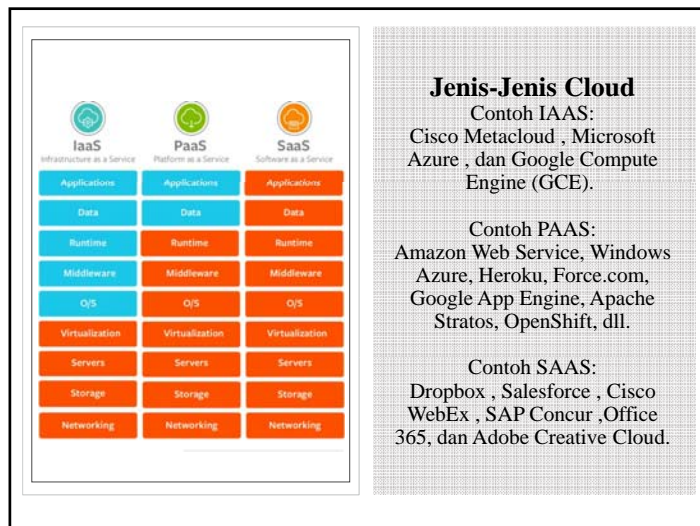 IaaS
Infrastructure as a Service
PaaS
Platform as a Service
SaaS
Software as a Service
Applications Applications Applications
Data Data Data
Runtime Runtime Runtime
Middleware Middleware Middleware
O/S O/S O/S
Virtualization Virtualization Virtualization
Servers Servers Servers
Storage Storage Storage
Networking Networking Networking
Jenis-Jenis Cloud
Contoh IAAS:
Cisco Metacloud , Microsoft
Azure , dan Google Compute
Engine (GCE).
Contoh PAAS:
Amazon Web Service, Windows
Azure, Heroku, Force.com,
Google App Engine, Apache
Stratos, OpenShift, dll.
Contoh SAAS:
Dropbox , Salesforce , Cisco
WebEx , SAP Concur ,Office
365, dan Adobe Creative Cloud.